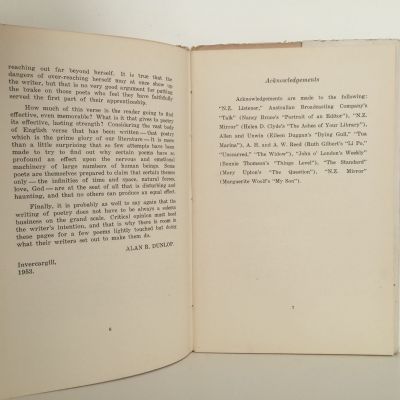 reaching out far beyond herself. It is true that the
dangers of over-reaching herself may at once show up
the writer, but that is no very good argument for putting
the brake on those poets who feel they have faithfully
served the first part of their apprenticeship.
How much of this verse is the reader going to find
effective, even memorable? What is it that gives to poetry
its effective, lasting strength? Considering the vast body
of English verse that has been written — that poetry
which is the prime glory of our literature — it is more
than a little surprising that so few attempts have been
made to try to find out why certain poems have so
profound an effect upon the nervous and emotional
machinery of large numbers of human beings. Some
poets are themselves prepared to claim that certain themes
only — the infinities of time and space, natural forces,
love, God — are at the seat of all that is disturbing and
haunting, and that no others can produce an equal effect.
Finally, it is probably as well to say again that the
writing of poetry does not have to be always a solemn
business on the grand scale. Critical opinion must heed
the writer's intention, and that is why there is room in
these pages for a few poems lightly touched but doing
what their writers set out to make them do.
ALAN R. DUNLOP.
Invercargill,
1953.
6
Acknowledgements
Acknowledgements are made to the following:
"N.Z. Listener," Australian Broadcasting Company's
"Talk" (Nancy Bruce's "Portrait of an Editor"), "N.Z.
Mirror" (Helen D. Clyde's "The Ashes of Your Library"),
Allen and Unwin (Eileen Duggan's "Dying Gull," "Tua
Marina"), A. H. and A. W. Reed (Ruth Gilbert's "Li Po,"
"Unmoved," "The Widow"), "John o' London's Weekly"
(Bonnie Thomson's "Things Level"), "The Standard"
(Mary Upton's "The Question"), "N.Z. Mirror"
(Marguerite Woolf's "My Son").
7